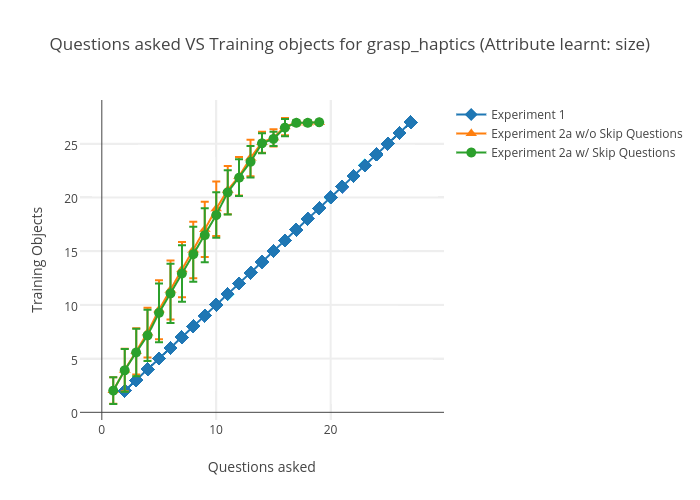 Questions asked VS Training objects for grasp_haptics (Attribute learnt: size)
Experiment 1
Experiment 2a w/o Skip Questions
Experiment 2a w/ Skip Questions
25
20
15
10
5
0
Training Objects
0 10 20
Questions asked